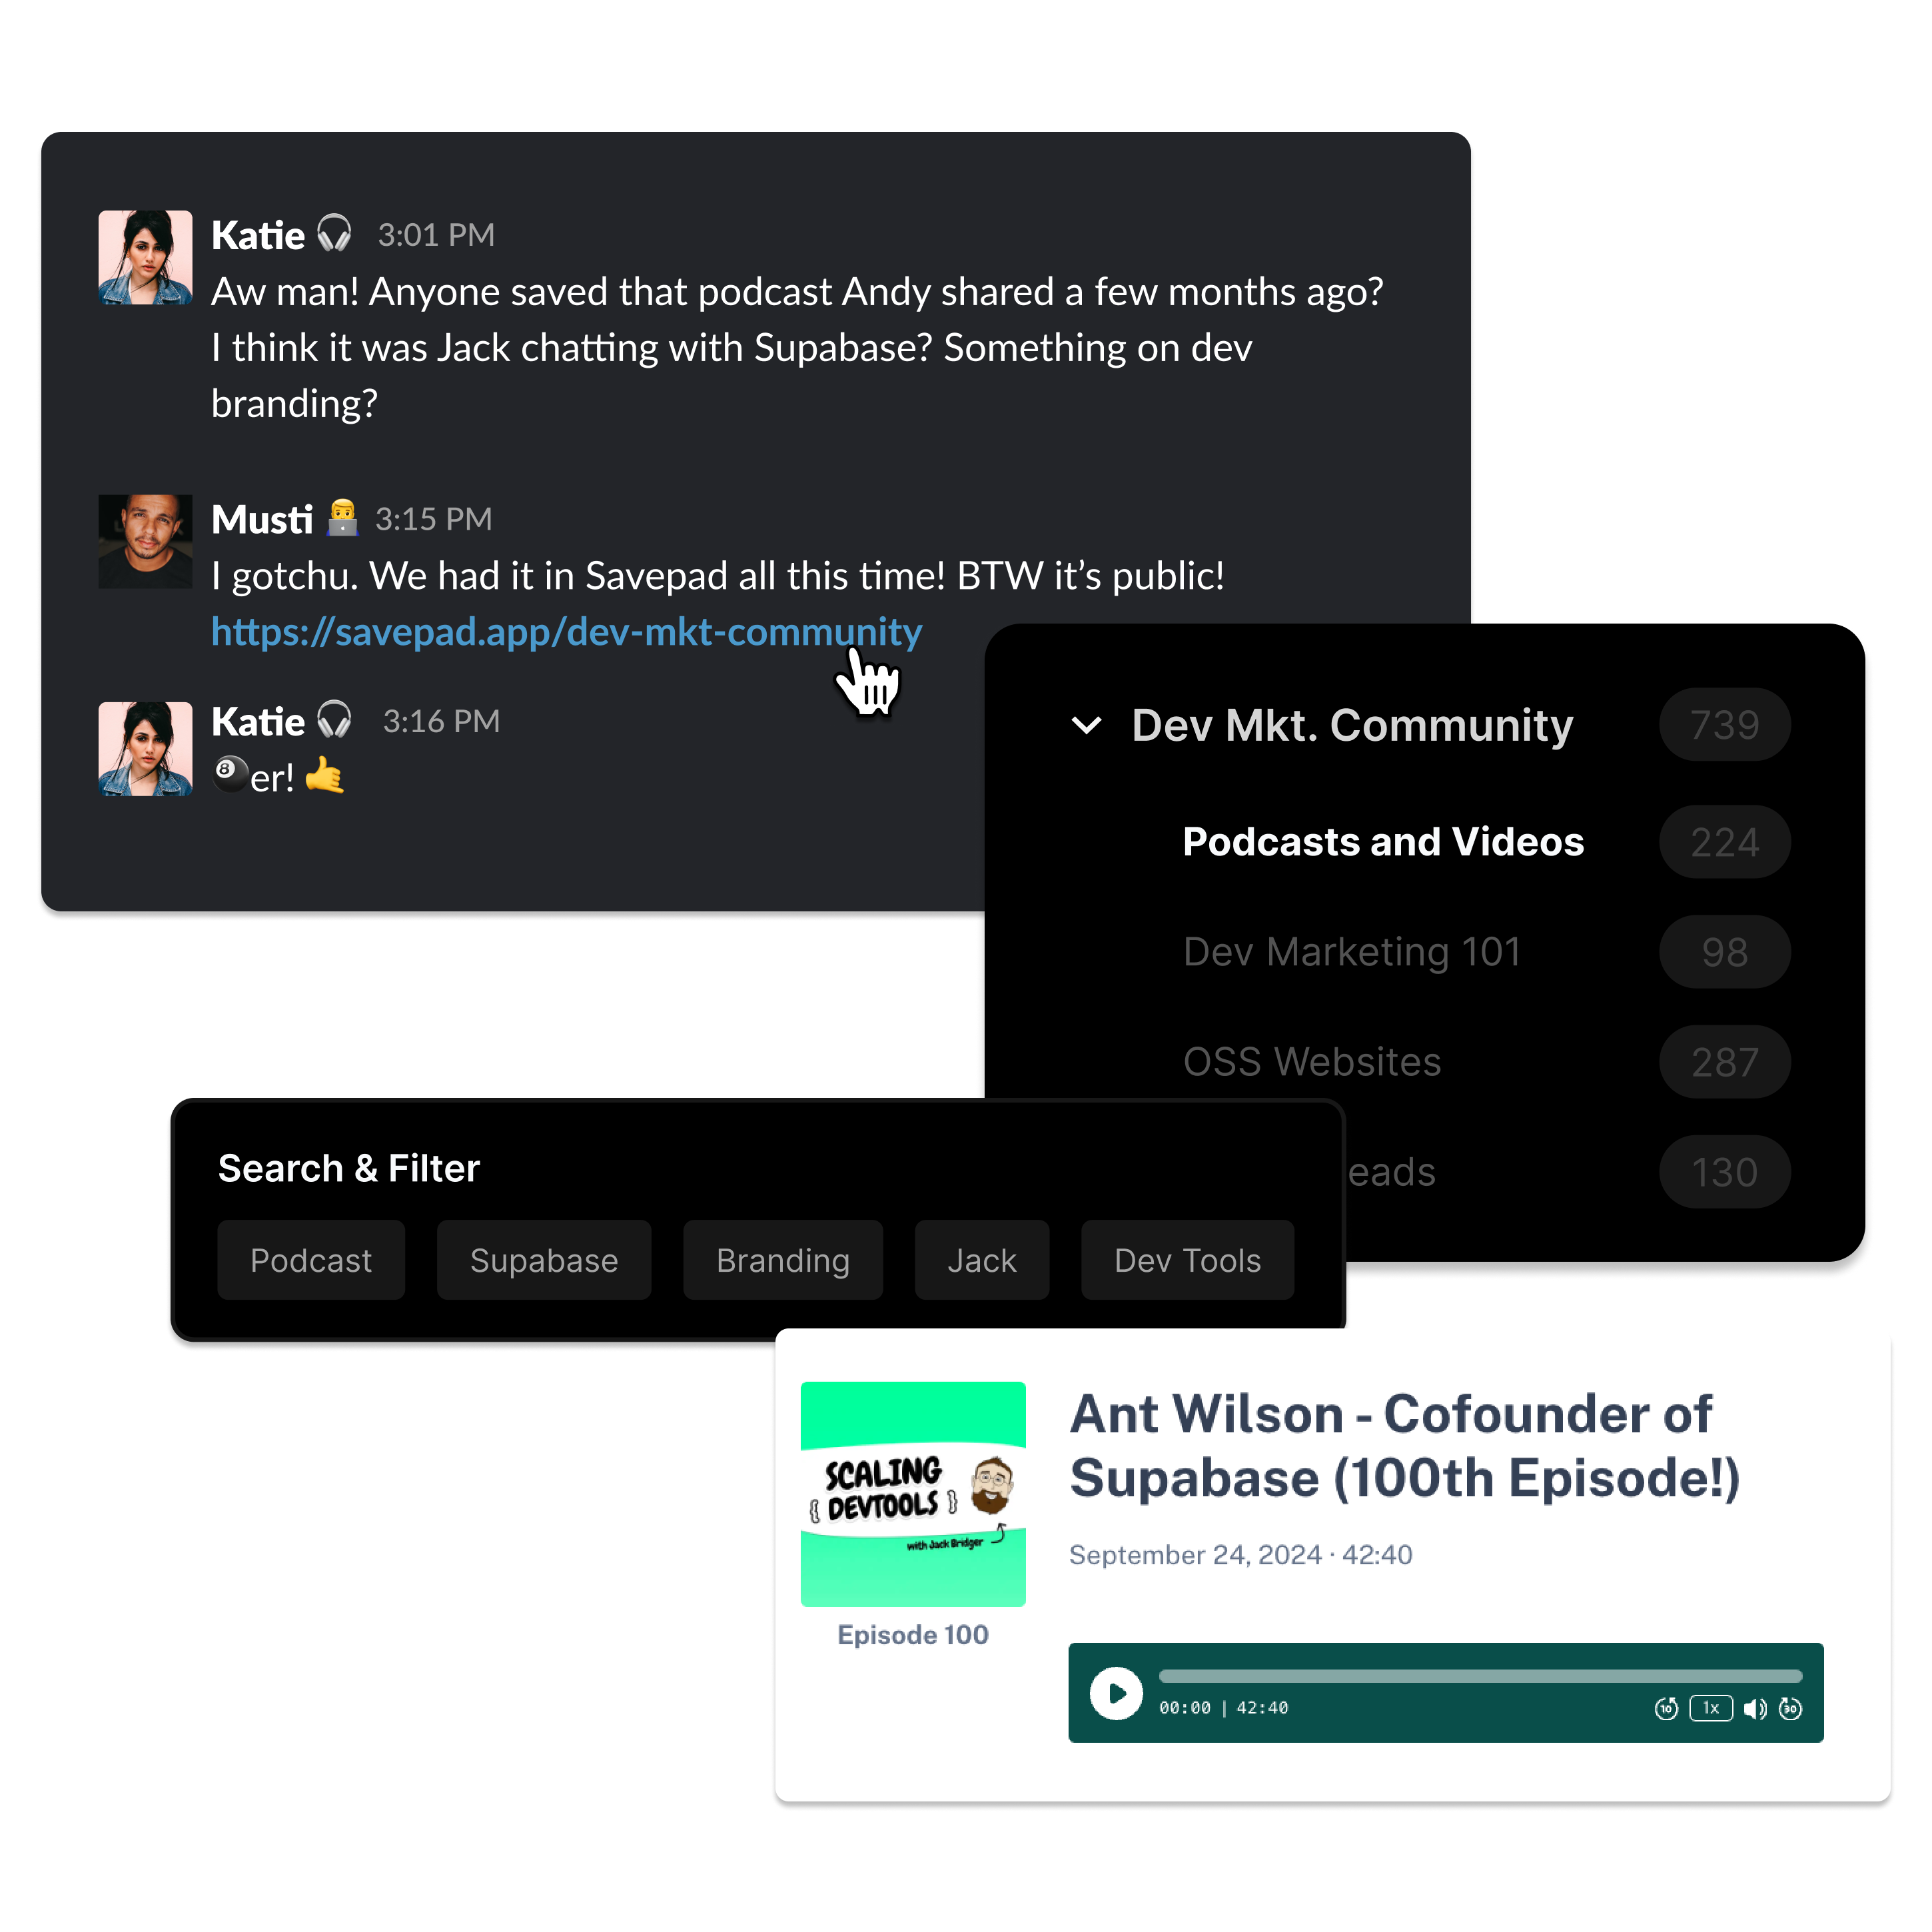 Katie 🎧 3:01 PM
Aw man! Anyone saved that podcast Andy shared a few months ago?
I think it was Jack chatting with Supabase? Something on dev
branding?
Musti 👨‍💻 3:15 PM
I gotchu. We had it in Savepad all this time! BTW it’s public!
https://savepad.app/dev-mkt-community
Katie 🎧 3:16 PM
🎱er! 🤙
Dev Mkt. Community 739
Podcasts and Videos 224
Dev Marketing 101 98
OSS Websites 287
eads 130
Search & Filter
Podcast Supabase Branding Jack Dev Tools
SCALING
{ DEVTOOLS }
with Jack Bridger
Episode 100
Ant Wilson - Cofounder of
Supabase (100th Episode!)
September 24, 2024 · 42:40
00:00 | 42:40
10 1x 30